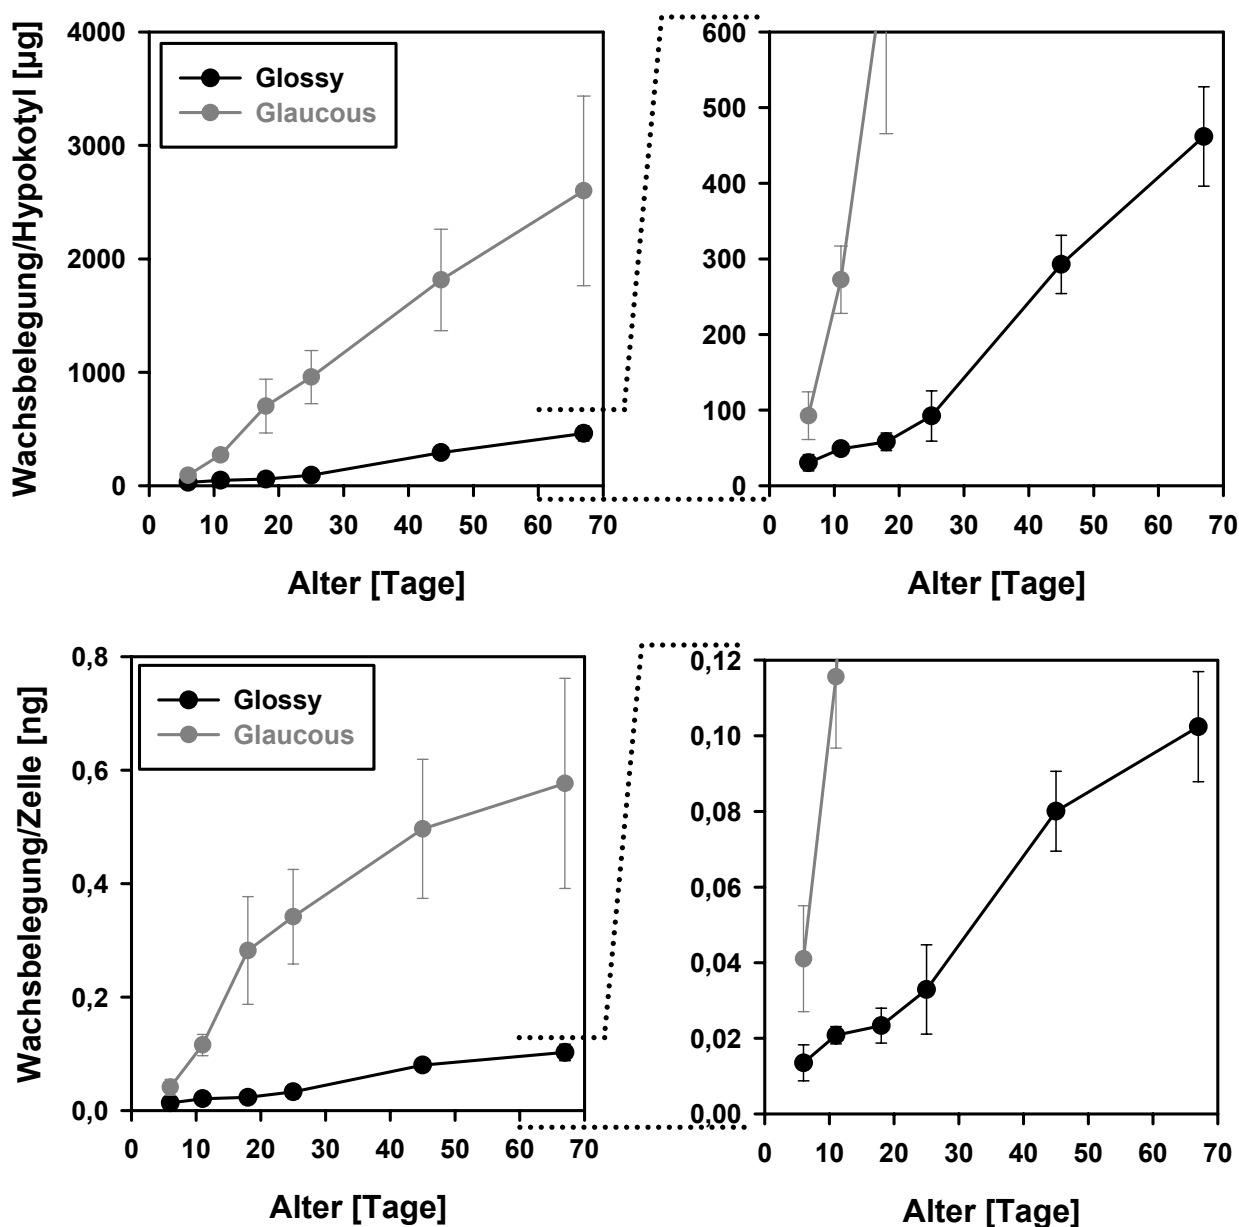 Wachsbelegung/Hypokotyl [µg]
4000
3000
2000
1000
0
Glossy
Glaucous
0 10 20 30 40 50 60 70
Alter [Tage]
600
500
400
300
200
100
0
0 10 20 30 40 50 60 70
Alter [Tage]
Wachsbelegung/Zelle [ng]
0,8
0,6
0,4
0,2
0,0
Glossy
Glaucous
0 10 20 30 40 50 60 70
Alter [Tage]
0,12
0,10
0,08
0,06
0,04
0,02
0,00
0 10 20 30 40 50 60 70
Alter [Tage]